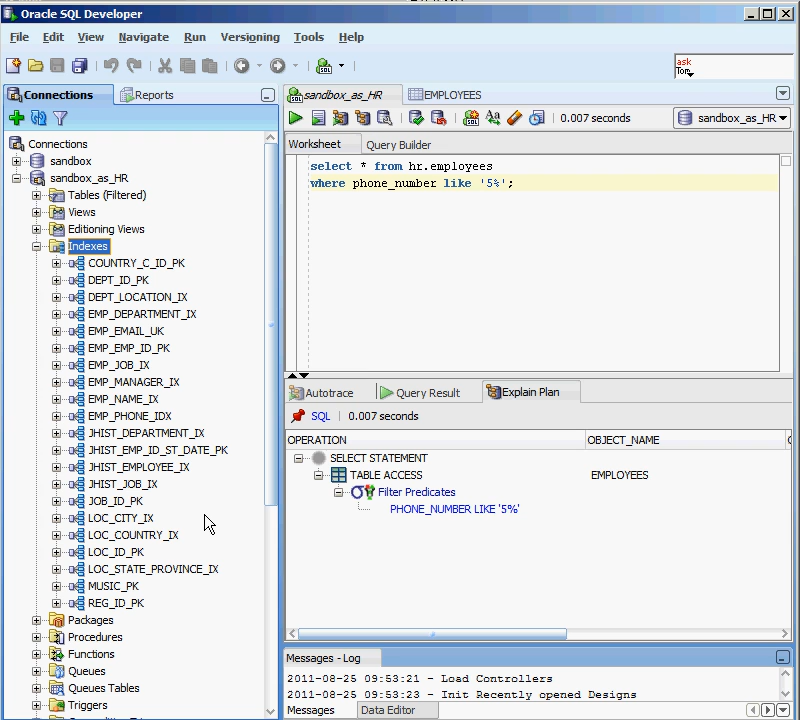 Oracle SQL Developer
File Edit View Navigate Run Versioning Tools Help
ask
Tom
Connections
Reports
Connections
sandbox
sandbox_as_HR
Tables (Filtered)
Views
Editioning Views
Indexes
COUNTRY_C_ID_PK
DEPT_ID_PK
DEPT_LOCATION_IX
EMP_DEPARTMENT_IX
EMP_EMAIL_UK
EMP_EMP_ID_PK
EMP_JOB_IX
EMP_MANAGER_IX
EMP_NAME_IX
EMP_PHONE_IDX
JHIST_DEPARTMENT_IX
JHIST_EMP_ID_ST_DATE_PK
JHIST_EMPLOYEE_IX
JHIST_JOB_IX
JOB_ID_PK
LOC_CITY_IX
LOC_COUNTRY_IX
LOC_ID_PK
LOC_STATE_PROVINCE_IX
MUSIC_PK
REG_ID_PK
Packages
Procedures
Functions
Queues
Queues Tables
Triggers
sandbox_as_HR
EMPLOYEES
0.007 seconds
sandbox_as_HR
Worksheet
Query Builder
select * from hr.employees
where phone_number like '5%';
Autotrace
Query Result
Explain Plan
SQL
0.007 seconds
OPERATION
OBJECT_NAME
SELECT STATEMENT
TABLE ACCESS
EMPLOYEES
Filter Predicates
PHONE_NUMBER LIKE '5%'
Messages - Log
2011-08-25 09:53:21 - Load Controllers
2011-08-25 09:53:23 - Init Recently opened Designs
Messages
Data Editor